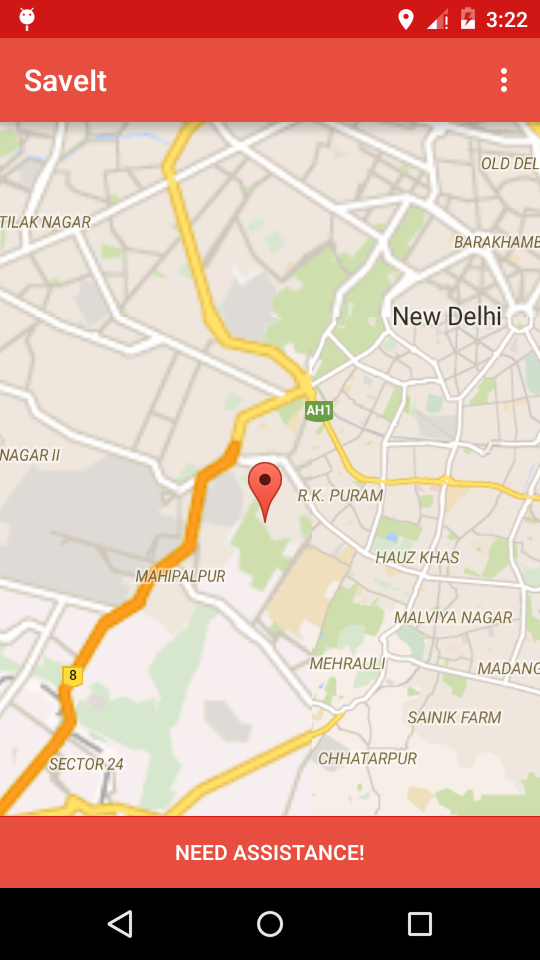 3:22
SaveIt
OLD DEL
TILAK NAGAR
BARAKHAMB
New Delhi
AH1
NAGAR II
R.K. PURAM
HAUZ KHAS
MAHIPALPUR
MALVIYA NAGAR
MEHRAULI
MADANG
8
SAINIK FARM
CHHATARPUR
SECTOR 24
NEED ASSISTANCE!